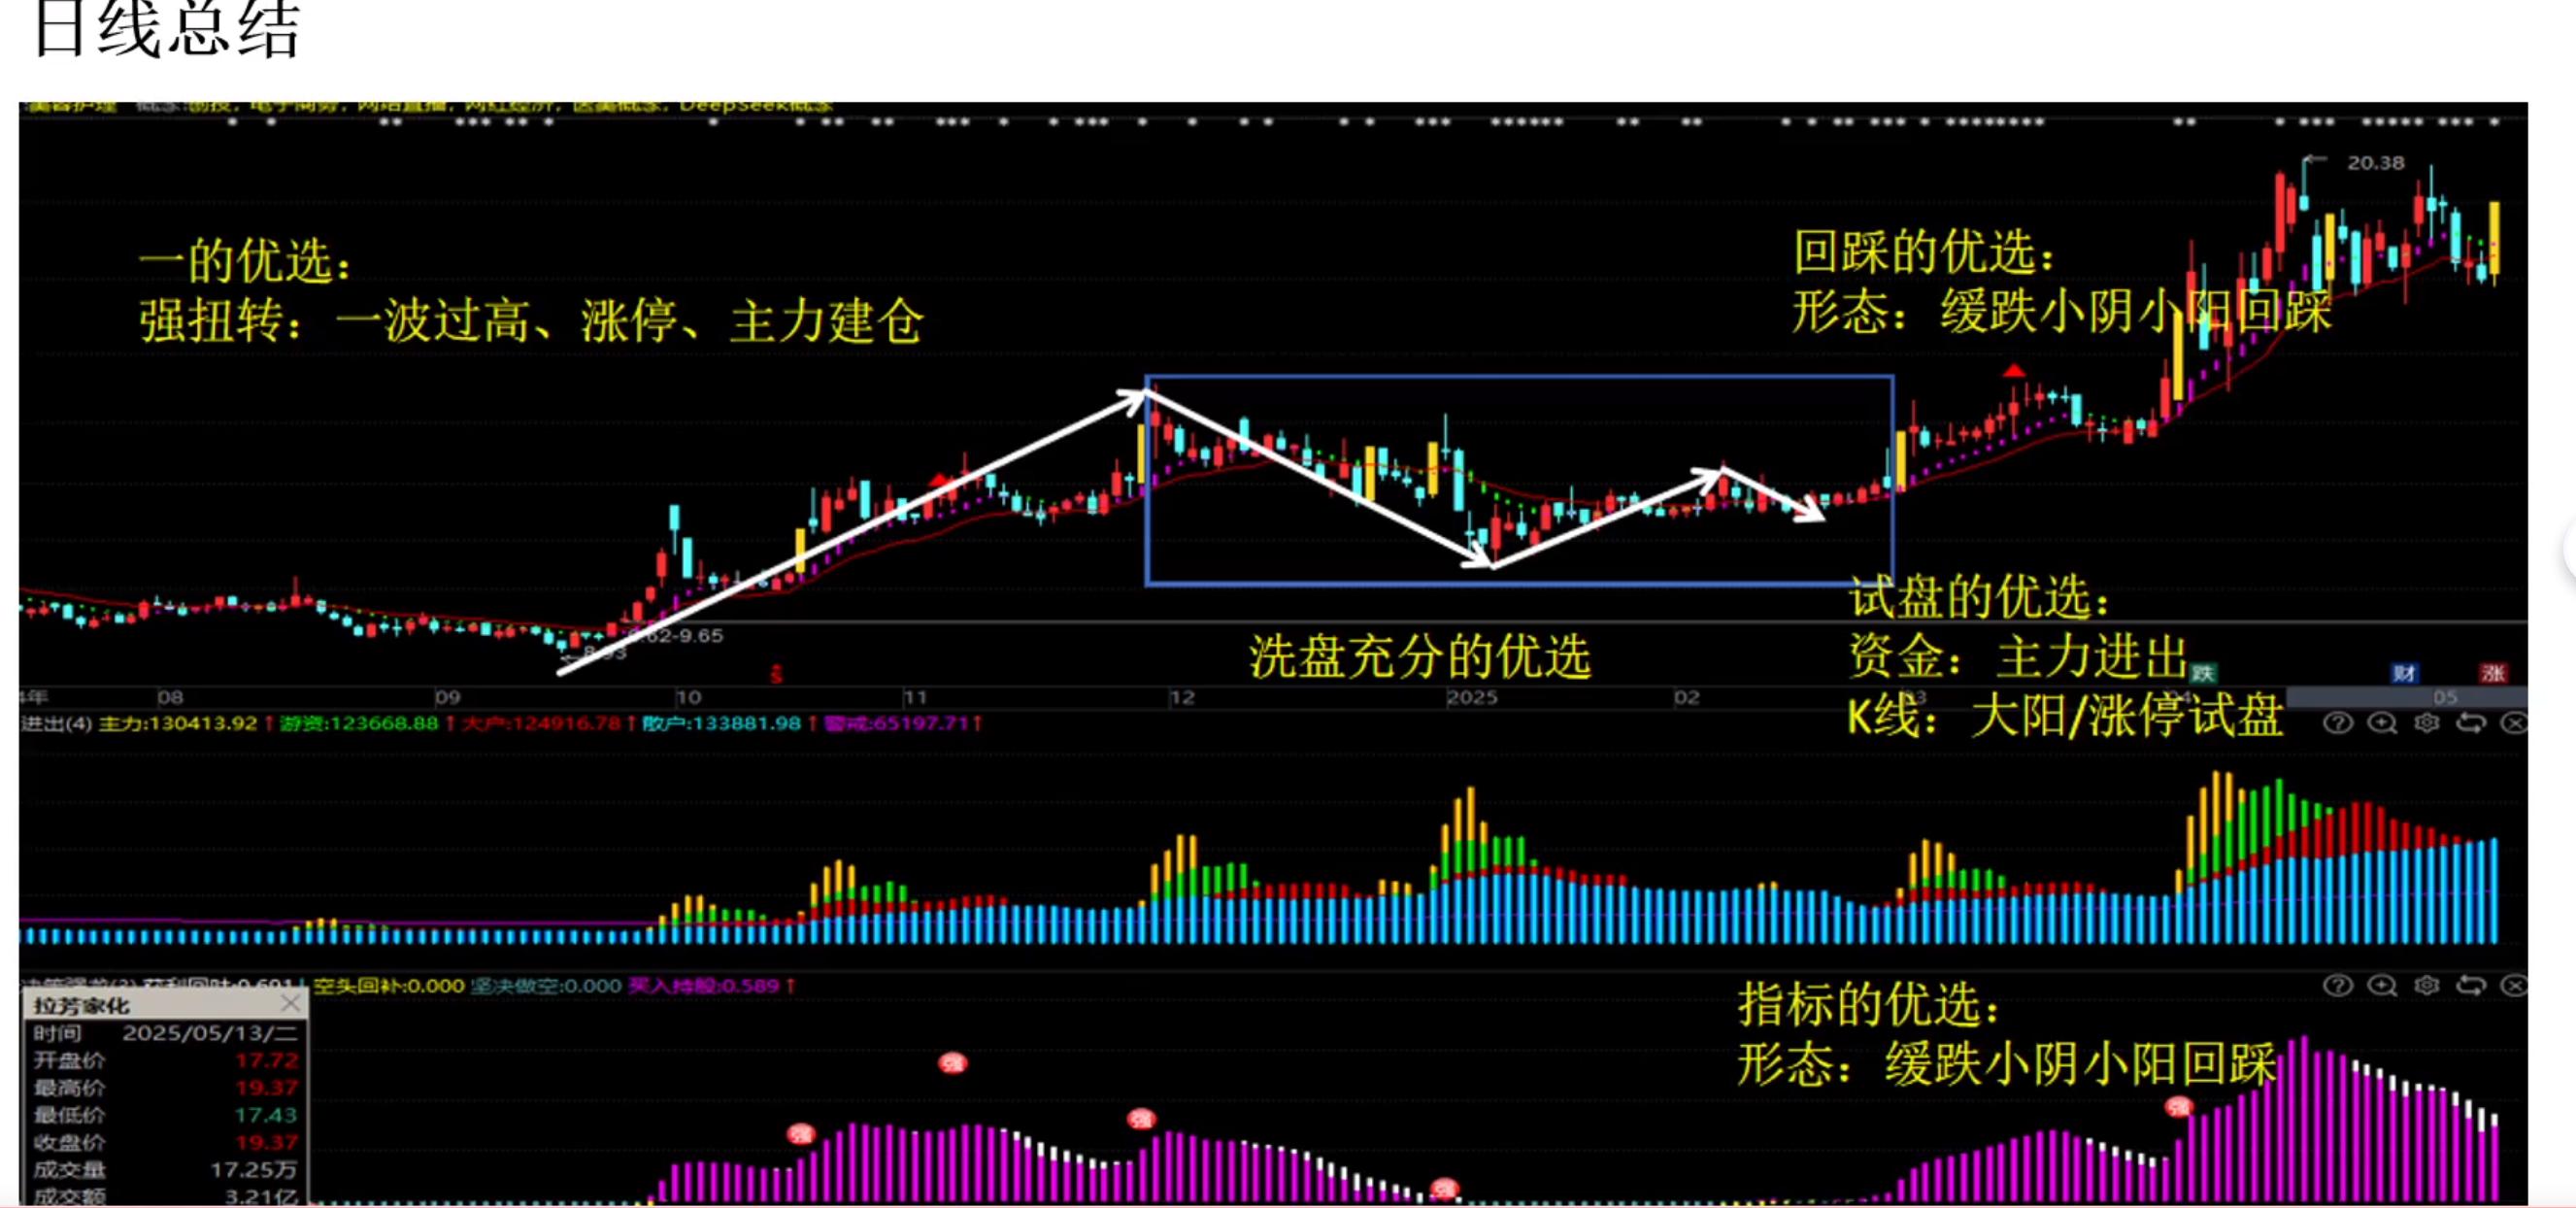 日线总结
美容护理 概念:创投, 电子商务, 网络直播, 网红经济, 医美概念, DeepSeek概念
20.38
一的优选：
强扭转：一波过高、涨停、主力建仓
回踩的优选：
形态：缓跌小阴小阳回踩
62-9.65
8.93
洗盘充分的优选
试盘的优选：
资金：主力进出
K线：大阳/涨停试盘
跌
财
涨
08 09 10 11 12 2025 02 03 04 05
进出(4) 主力:130413.92↑ 游资:123668.88↑ 大户:124916.78↑ 散户:133881.98↑ 警戒:65197.71↑
空头回补:0.000 坚决做空:0.000 买入持股:0.589↑
指标的优选：
形态：缓跌小阴小阳回踩
强
强
强
强
强
拉芳家化
时间 2025/05/13/二
开盘价 17.72
最高价 19.37
最低价 17.43
收盘价 19.37
成交量 17.25万
成交额 3.21亿